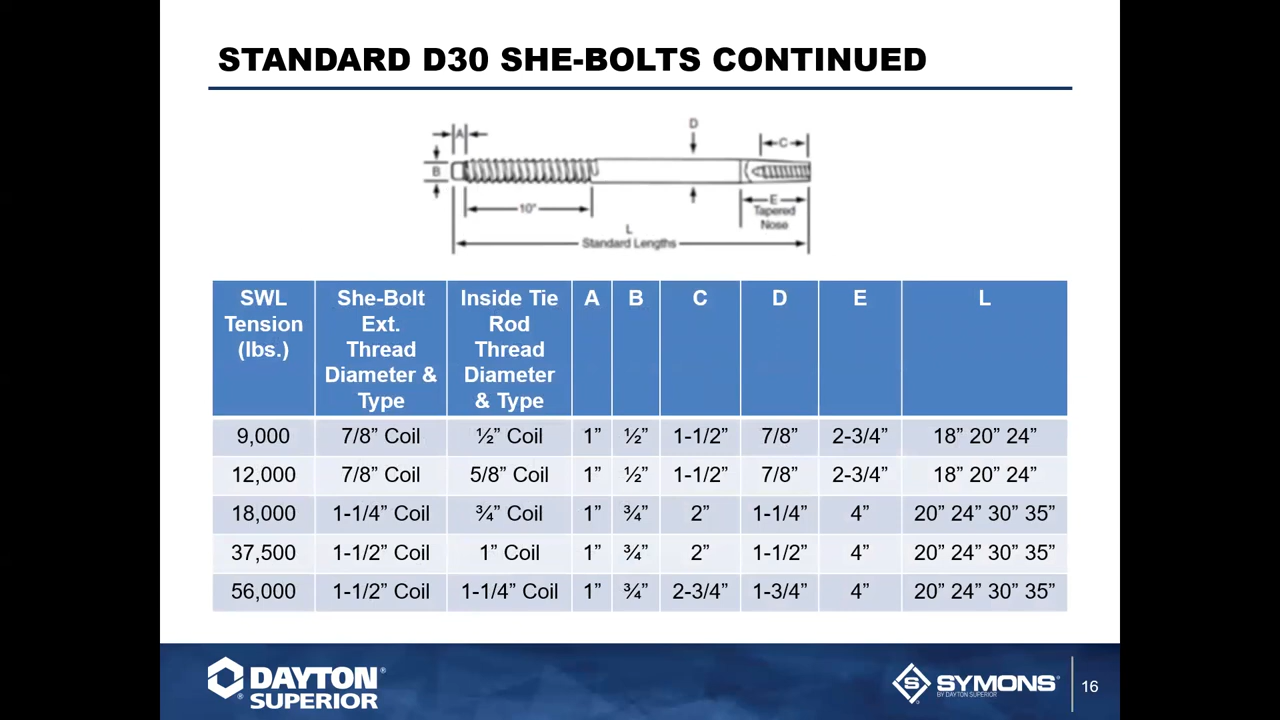 STANDARD D30 SHE-BOLTS CONTINUED
A
B
D
C
10"
E
Tapered
Nose
L
Standard Lengths
SWL Tension (lbs.)
She-Bolt Ext. Thread Diameter & Type
Inside Tie Rod Thread Diameter & Type
A
B
C
D
E
L
9,000 7/8” Coil ½” Coil 1” ½” 1-1/2” 7/8” 2-3/4” 18” 20” 24”
12,000 7/8” Coil 5/8” Coil 1” ½” 1-1/2” 7/8” 2-3/4” 18” 20” 24”
18,000 1-1/4” Coil ¾” Coil 1” ¾” 2” 1-1/4” 4” 20” 24” 30” 35”
37,500 1-1/2” Coil 1” Coil 1” ¾” 2” 1-1/2” 4” 20” 24” 30” 35”
56,000 1-1/2” Coil 1-1/4” Coil 1” ¾” 2-3/4” 1-3/4” 4” 20” 24” 30” 35”
DAYTON®
®SUPERIOR
S SYMONS®
BY DAYTON SUPERIOR
16